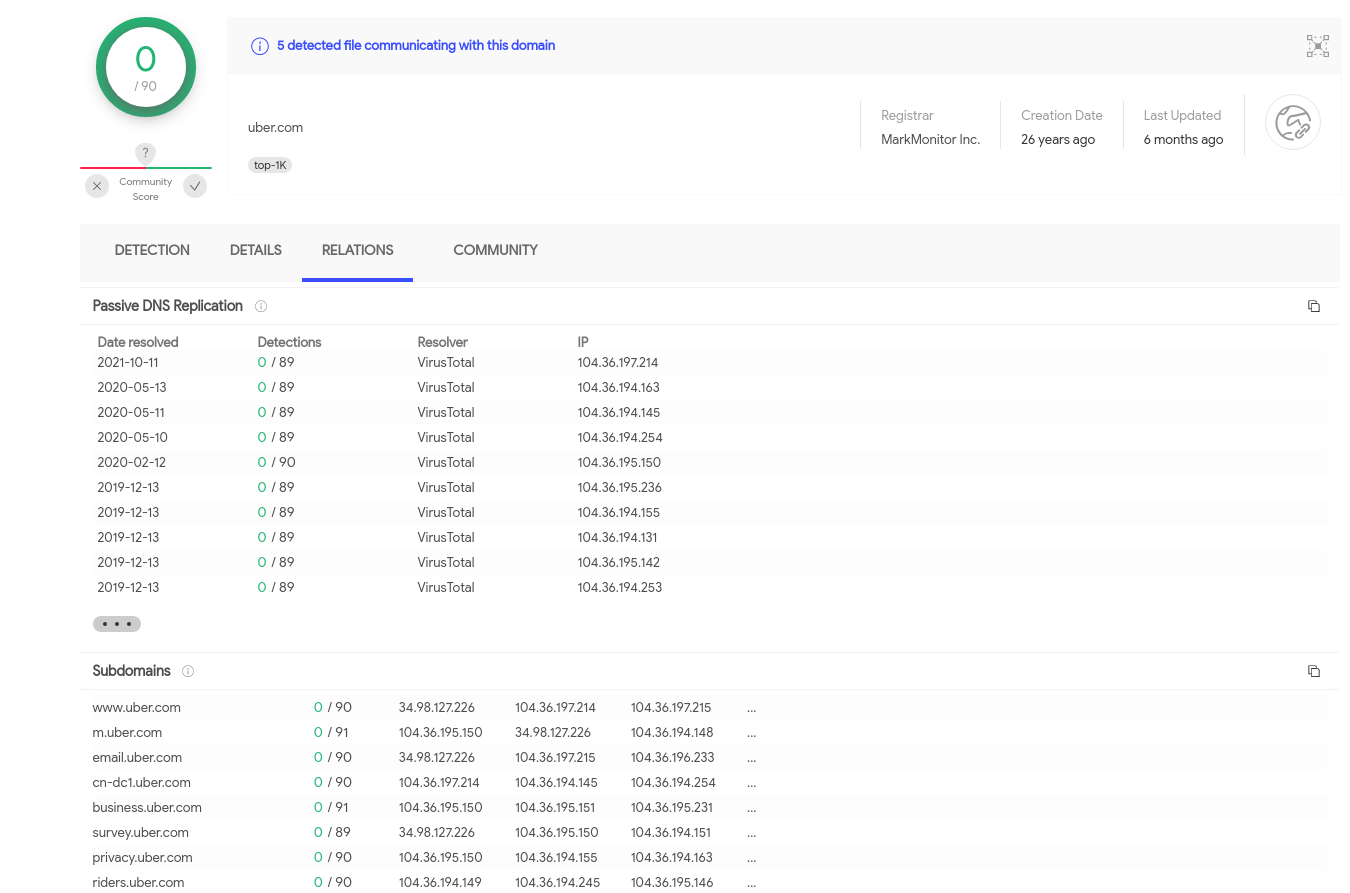 0
/ 90
?
Community
Score
5 detected file communicating with this domain
uber.com
top-1K
Registrar
MarkMonitor Inc.
Creation Date
26 years ago
Last Updated
6 months ago
DETECTION DETAILS RELATIONS COMMUNITY
Passive DNS Replication
Date resolved Detections Resolver IP
2021-10-11 0 / 89 VirusTotal 104.36.197.214
2020-05-13 0 / 89 VirusTotal 104.36.194.163
2020-05-11 0 / 89 VirusTotal 104.36.194.145
2020-05-10 0 / 89 VirusTotal 104.36.194.254
2020-02-12 0 / 90 VirusTotal 104.36.195.150
2019-12-13 0 / 89 VirusTotal 104.36.195.236
2019-12-13 0 / 89 VirusTotal 104.36.194.155
2019-12-13 0 / 89 VirusTotal 104.36.194.131
2019-12-13 0 / 89 VirusTotal 104.36.195.142
2019-12-13 0 / 89 VirusTotal 104.36.194.253
Subdomains
www.uber.com 0 / 90 34.98.127.226 104.36.197.214 104.36.197.215 ...
m.uber.com 0 / 91 104.36.195.150 34.98.127.226 104.36.194.148 ...
email.uber.com 0 / 90 34.98.127.226 104.36.197.215 104.36.196.233 ...
cn-dc1.uber.com 0 / 90 104.36.197.214 104.36.194.145 104.36.194.254 ...
business.uber.com 0 / 91 104.36.195.150 104.36.195.151 104.36.195.231 ...
survey.uber.com 0 / 89 34.98.127.226 104.36.195.150 104.36.194.151 ...
privacy.uber.com 0 / 90 104.36.195.150 104.36.194.155 104.36.194.163 ...
riders.uber.com 0 / 90 104.36.194.149 104.36.194.245 104.36.195.146 ...